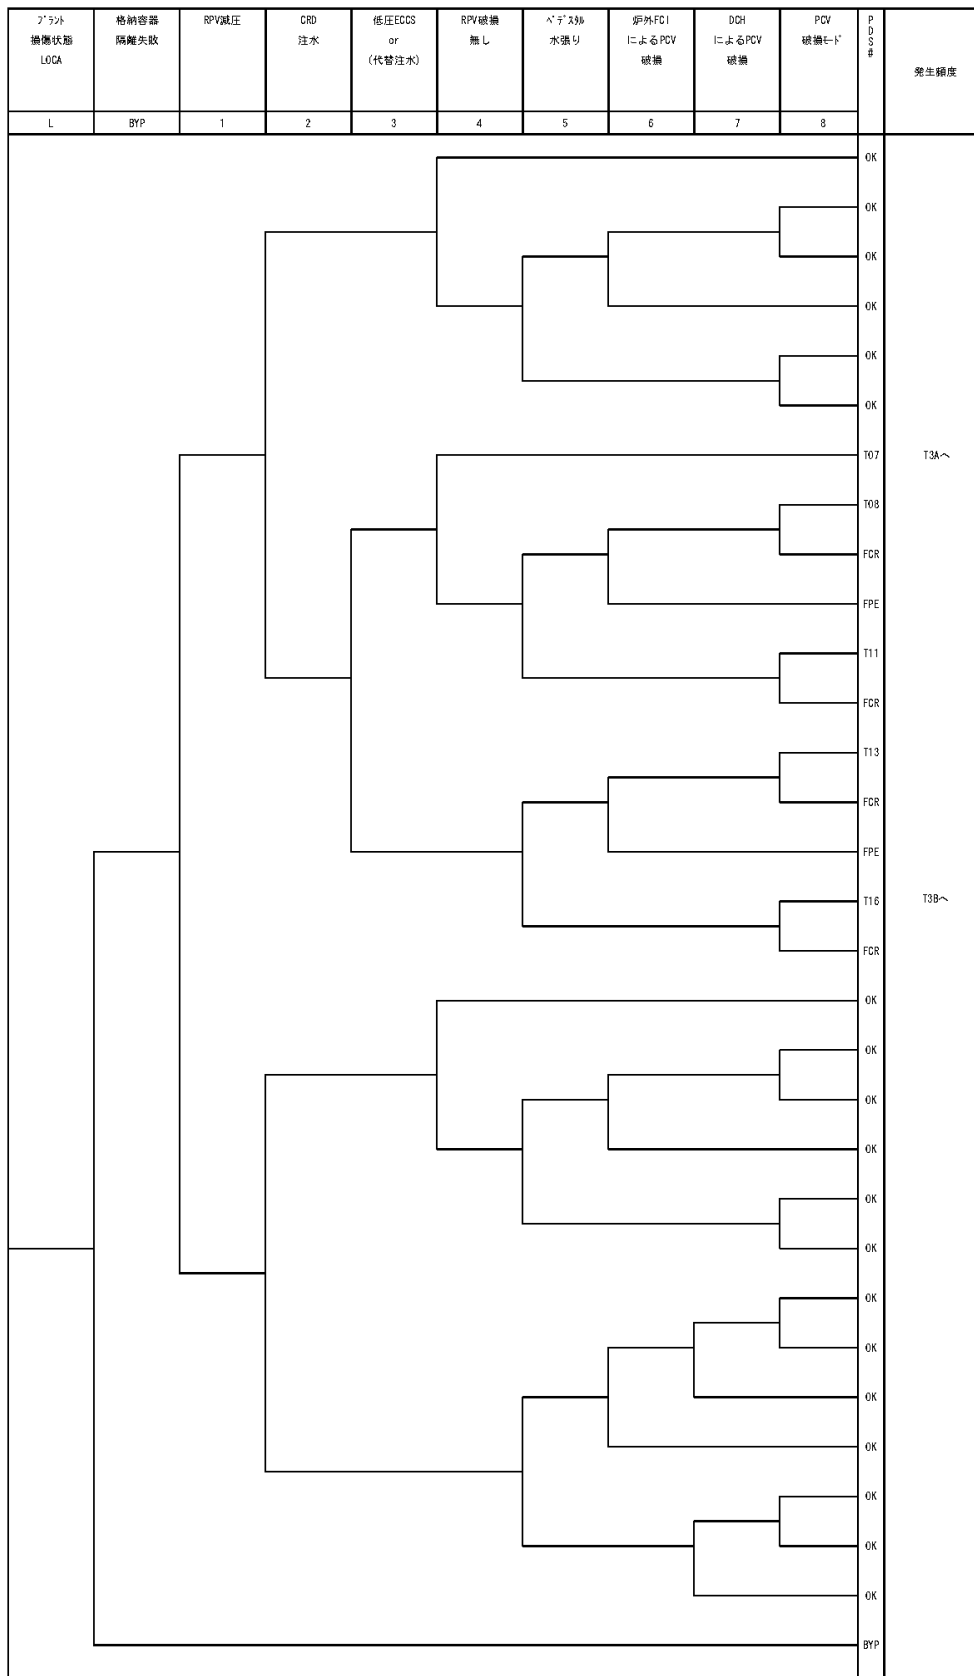 プラント
損傷状態
LOCA
格納容器
隔離失敗
RPV減圧
CRD
注水
低圧ECCS
or
(代替注水)
RPV破損
無し
ペデスタル
水張り
炉外FCI
によるPCV
破損
DCH
によるPCV
破損
PCV
破損モード
PDS#
発生頻度
L
BYP
1
2
3
4
5
6
7
8
OK
OK
OK
OK
OK
OK
T07
T3Aへ
T08
FCR
FPE
T11
FCR
T13
FCR
FPE
T16
T3Bへ
FCR
OK
OK
OK
OK
OK
OK
OK
OK
OK
OK
OK
OK
OK
BYP